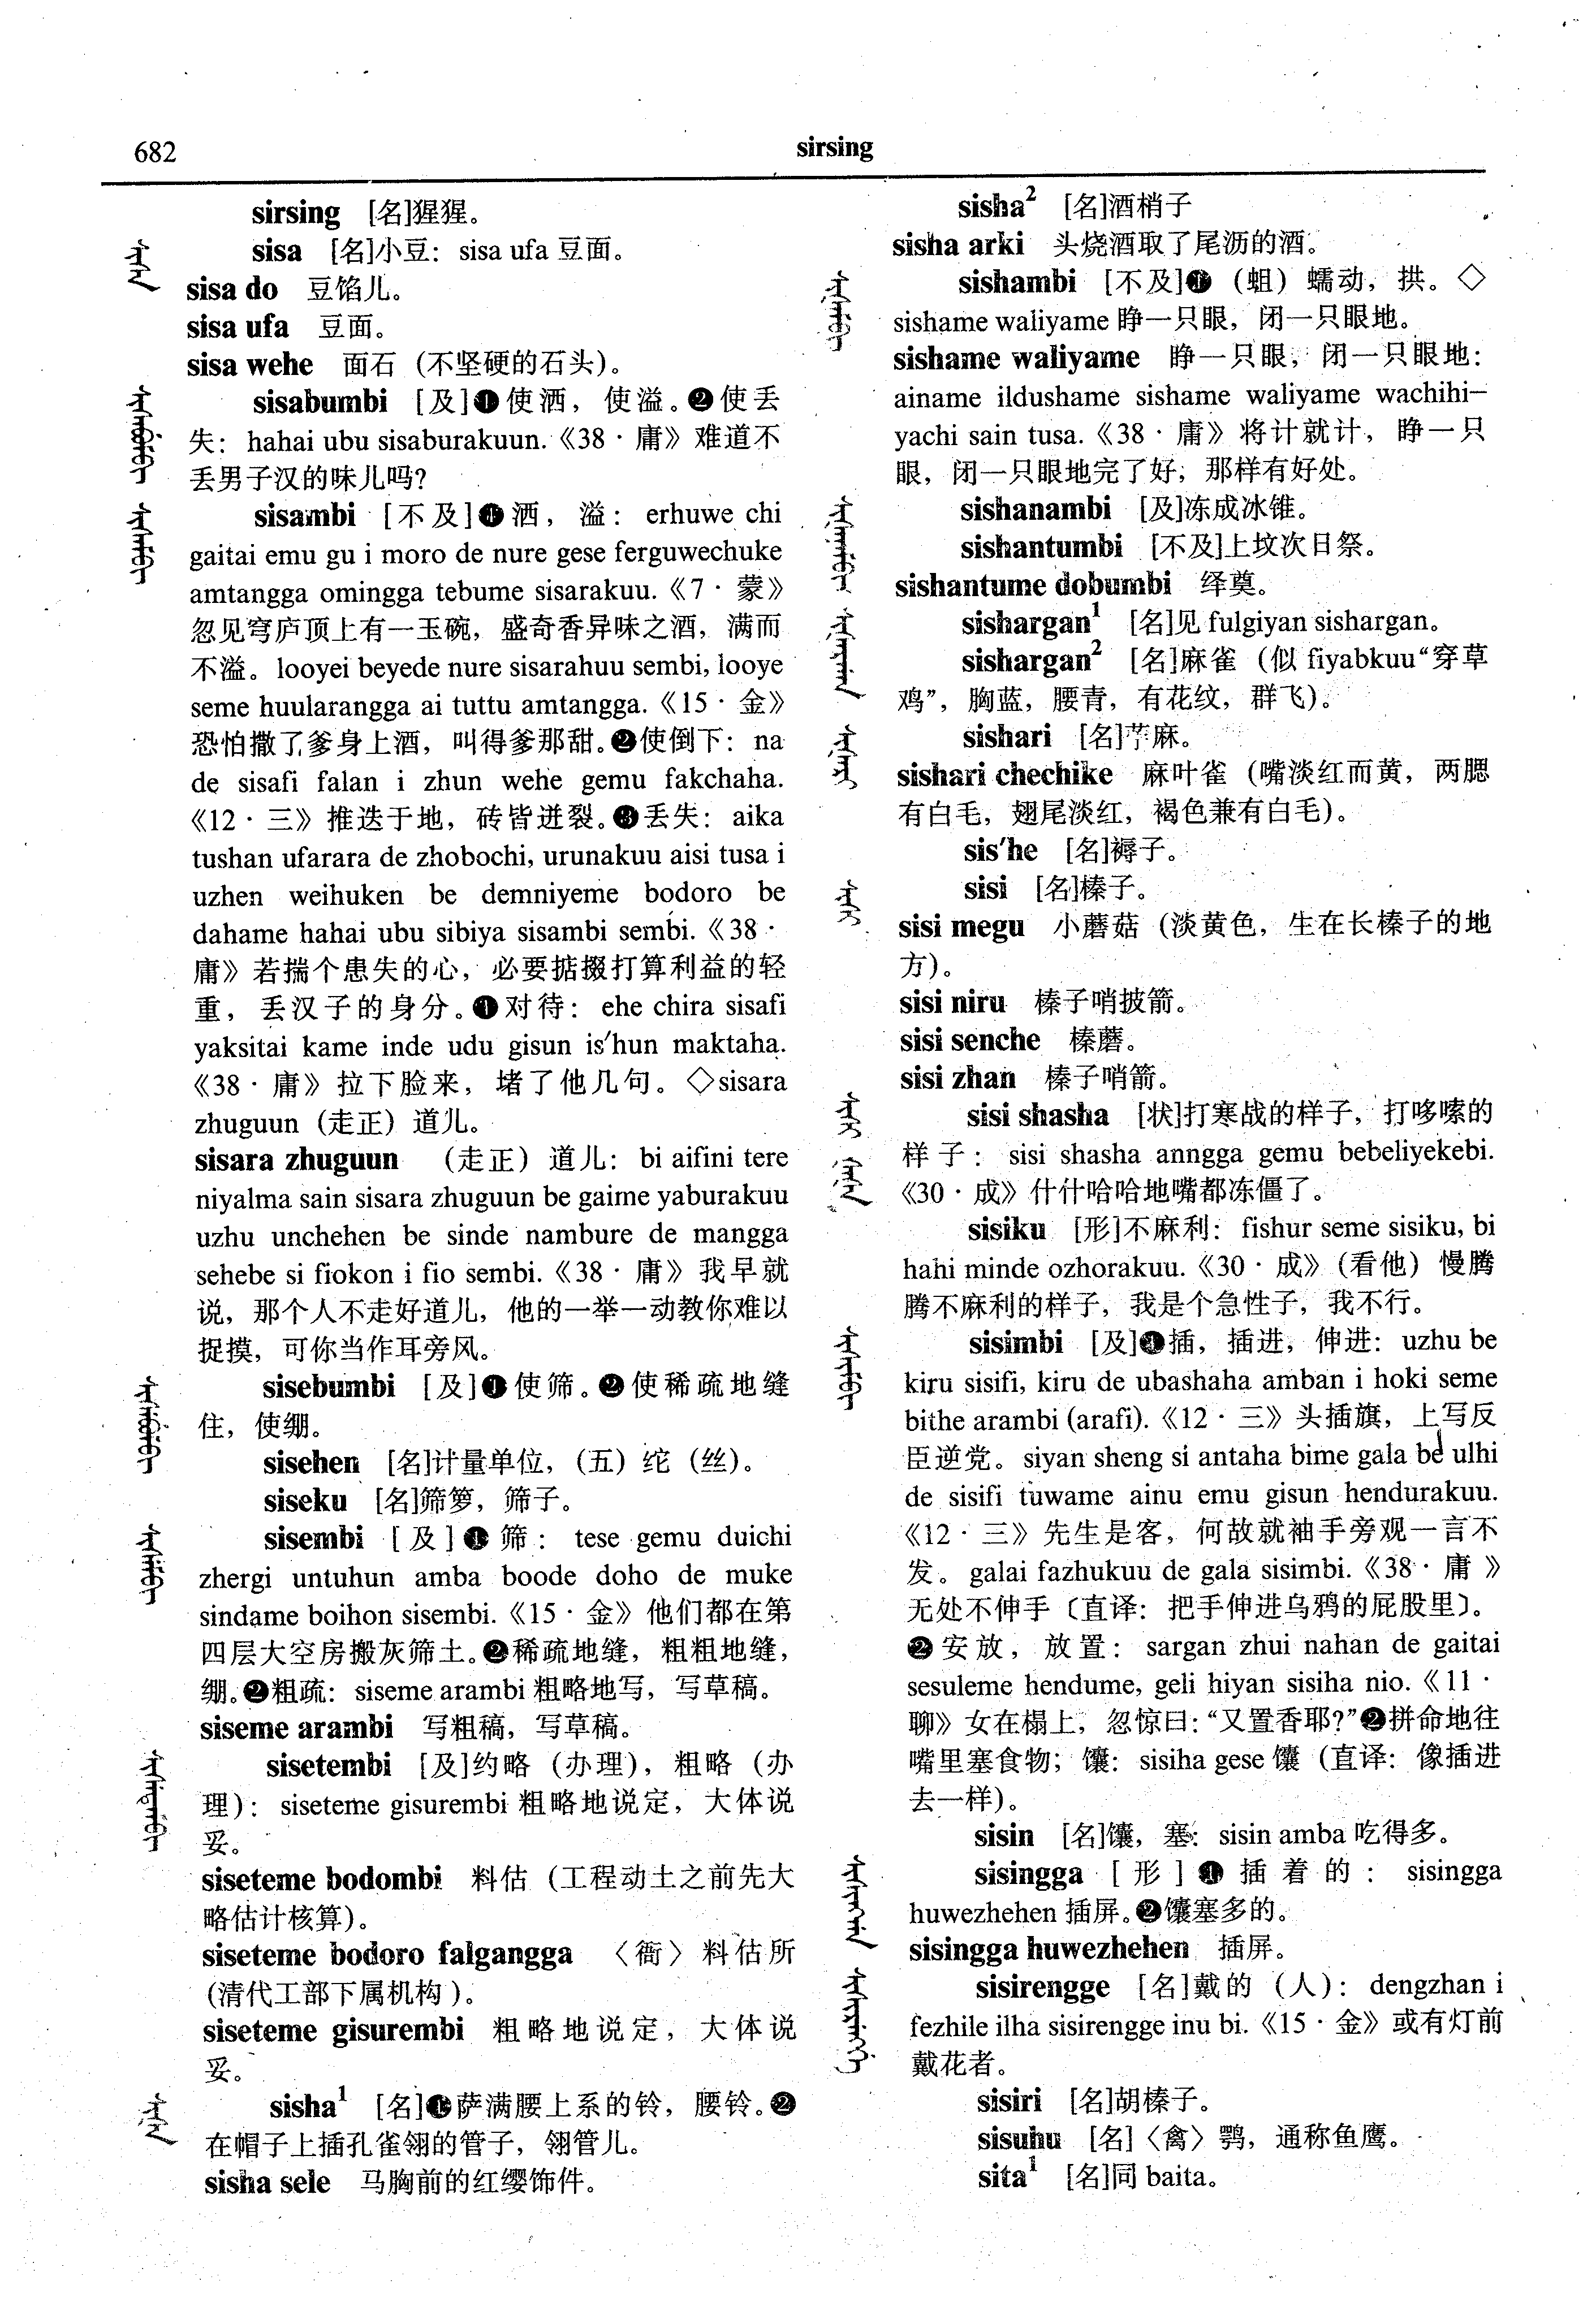 682
sirsing
sirsing [名]猩猩。
sisa [名]小豆：sisa ufa 豆面。
sisa do 豆馅儿。
sisa ufa 豆面。
sisa wehe 面石（不坚硬的石头）。
sisabumbi [及]❶使洒，使溢。❷使丢
失：hahai ubu sisaburakuun.《38·庸》难道不
丢男子汉的味儿吗?
sisambi [不及]❶洒，溢：erhuwe chi
gaitai emu gu i moro de nure gese ferguwechuke
amtangga omingga tebume sisarakuu.《7·蒙》
忽见穹庐顶上有一玉碗，盛奇香异味之酒，满而
不溢。looyei beyede nure sisarahuu sembi, looye
seme huularangga ai tuttu amtangga.《15·金》
恐怕撒了爹身上酒，叫得爹那甜。❷使倒下：na
de sisafi falan i zhun wehe gemu fakchaha.
《12·三》推迭于地，砖皆迸裂。❸丢失：aika
tushan ufarara de zhobochi, urunakuu aisi tusa i
uzhen weihuken be demniyeme bodoro be
dahame hahai ubu sibiya sisambi sembi.《38·
庸》若揣个患失的心，必要掂掇打算利益的轻
重，丢汉子的身分。❹对待：ehe chira sisafi
yaksitai kame inde udu gisun is'hun maktaha.
《38·庸》拉下脸来，堵了他几句。◇sisara
zhuguun（走正）道儿。
sisara zhuguun （走正）道儿：bi aifini tere
niyalma sain sisara zhuguun be gaime yaburakuu
uzhu unchehen be sinde nambure de mangga
sehebe si fiokon i fio sembi.《38·庸》我早就
说，那个人不走好道儿，他的一举一动教你难以
捉摸，可你当作耳旁风。
sisebumbi [及]❶使筛。❷使稀疏地缝
住，使绷。
sisehen [名]计量单位，（五）纶（丝）。
siseku [名]筛箩，筛子。
sisembi [及]❶筛：tese gemu duichi
zhergi untuhun amba boode doho de muke
sindame boihon sisembi.《15·金》他们都在第
四层大空房搬灰筛土。❷稀疏地缝，粗粗地缝，
绷。❷粗疏：siseme arambi 粗略地写，写草稿。
siseme arambi 写粗稿，写草稿。
sisetembi [及]约略（办理），粗略（办
理）：siseteme gisurembi 粗略地说定，大体说
妥。
siseteme bodombi 料估（工程动土之前先大
略估计核算）。
siseteme bodoro falgangga 〈衙〉料估所
（清代工部下属机构）。
siseteme gisurembi 粗略地说定，大体说
妥。
sisha¹ [名]❶萨满腰上系的铃，腰铃。❷
在帽子上插孔雀翎的管子，翎管儿。
sisha sele 马胸前的红缨饰件。
sisha² [名]酒梢子
sisha arki 头烧酒取了尾沥的酒。
sishambi [不及]❶（蛆）蠕动，拱。◇
sishame waliyame 睁一只眼，闭一只眼地。
sishame waliyame 睁一只眼，闭一只眼地：
ainame ildushame sishame waliyame wachihi-
yachi sain tusa.《38·庸》将计就计，睁一只
眼，闭一只眼地完了好，那样有好处。
sishanambi [及]冻成冰锥。
sishantumbi [不及]上坟次日祭。
sishantume dobumbi 绎奠。
sishargan¹ [名]见 fulgiyan sishargan。
sishargan² [名]麻雀（似 fiyabkuu“穿草
鸡”，胸蓝，腰青，有花纹，群飞）。
sishari [名]苧麻。
sishari chechike 麻叶雀（嘴淡红而黄，两腮
有白毛，翅尾淡红，褐色兼有白毛）。
sis'he [名]褥子。
sisi [名]榛子。
sisi megu 小蘑菇（淡黄色，生在长榛子的地
方）。
sisi niru 榛子哨披箭。
sisi senche 榛蘑。
sisi zhan 榛子哨箭。
sisi shasha [状]打寒战的样子，打哆嗦的
样子：sisi shasha anngga gemu bebeliyekebi.
《30·成》什什哈哈地嘴都冻僵了。
sisiku [形]不麻利：fishur seme sisiku, bi
hahi minde ozhorakuu.《30·成》（看他）慢腾
腾不麻利的样子，我是个急性子，我不行。
sisimbi [及]❶插，插进，伸进：uzhu be
kiru sisifi, kiru de ubashaha amban i hoki seme
bithe arambi (arafi).《12·三》头插旗，上写反
臣逆党。siyan sheng si antaha bime gala be ulhi
de sisifi tuwame ainu emu gisun hendurakuu.
《12·三》先生是客，何故就袖手旁观一言不
发。galai fazhukuu de gala sisimbi.《38·庸》
无处不伸手〔直译：把手伸进乌鸦的屁股里〕。
❷安放，放置：sargan zhui nahan de gaitai
sesuleme hendume, geli hiyan sisiha nio.《11·
聊》女在榻上，忽惊曰：“又置香耶?”❷拼命地往
嘴里塞食物；馕：sisiha gese 馕（直译：像插进
去一样）。
sisin [名]馕，塞：sisin amba 吃得多。
sisingga [形]❶插着的：sisingga
huwezhehen 插屏。❷馕塞多的。
sisingga huwezhehen 插屏。
sisirengge [名]戴的（人）：dengzhan i
fezhile ilha sisirengge inu bi.《15·金》或有灯前
戴花者。
sisiri [名]胡榛子。
sisuhu [名]〈禽〉鹗，通称鱼鹰。
sita¹ [名]同 baita。